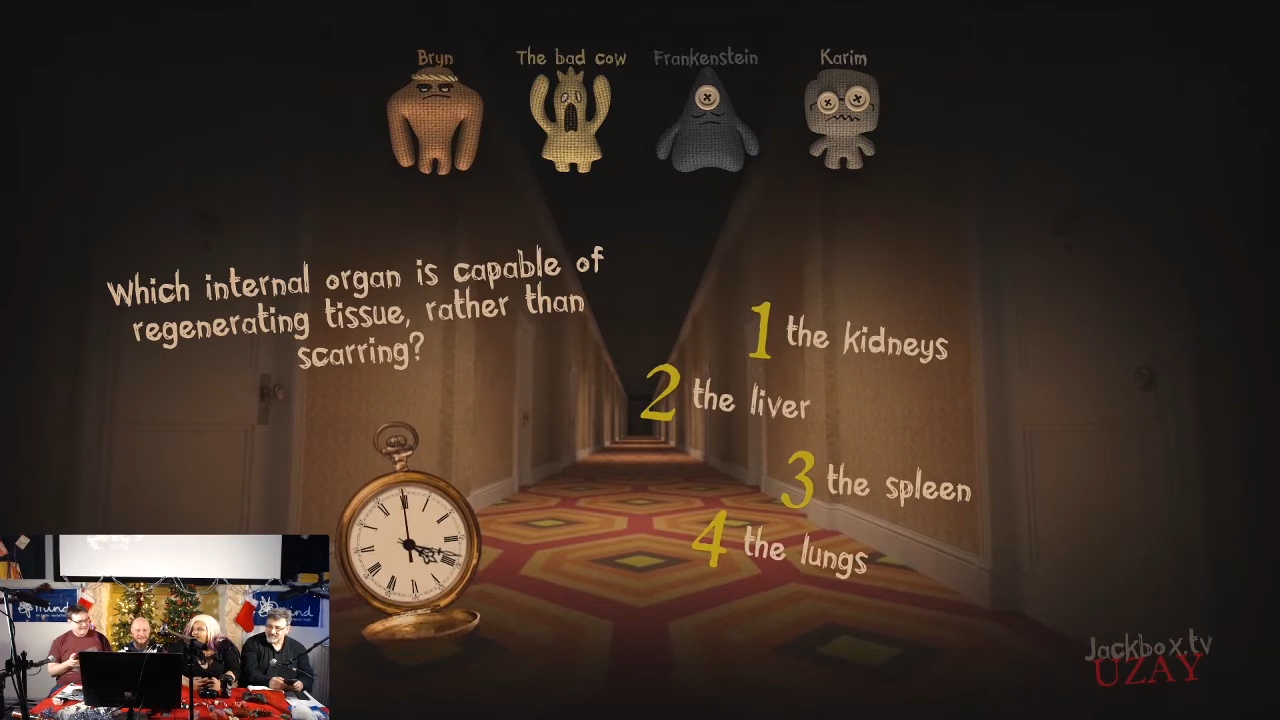 Bryn
The bad cow
Frankenstein
Karim
Which internal organ is capable of
regenerating tissue, rather than
scarring?
1 the kidneys
2 the liver
3 the spleen
4 the lungs
mind
Jackbox.tv
UZAY